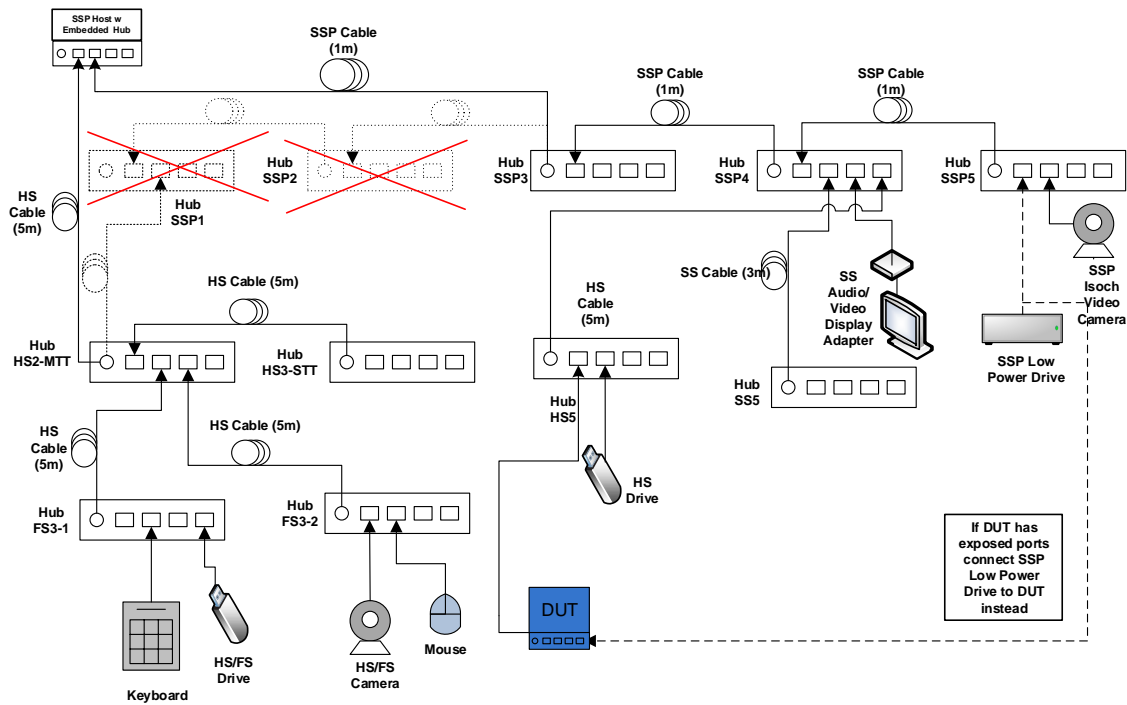 SSP Host w
Embedded Hub
SSP Cable
(1m)
SSP Cable
(1m)
SSP Cable
(1m)
Hub
SSP1
Hub
SSP2
Hub
SSP3
Hub
SSP4
Hub
SSP5
HS
Cable
(5m)
HS Cable (5m)
HS
Cable
(5m)
SS Cable (3m)
SS
Audio/
Video
Display
Adapter
SSP
Isoch
Video
Camera
SSP Low
Power Drive
Hub
HS2-MTT
Hub
HS3-STT
Hub
HS5
Hub
SS5
HS
Cable
(5m)
HS Cable (5m)
HS
Drive
Hub
FS3-1
Hub
FS3-2
If DUT has
exposed ports
connect SSP
Low Power
Drive to DUT
instead
DUT
Keyboard
HS/FS
Drive
HS/FS
Camera
Mouse